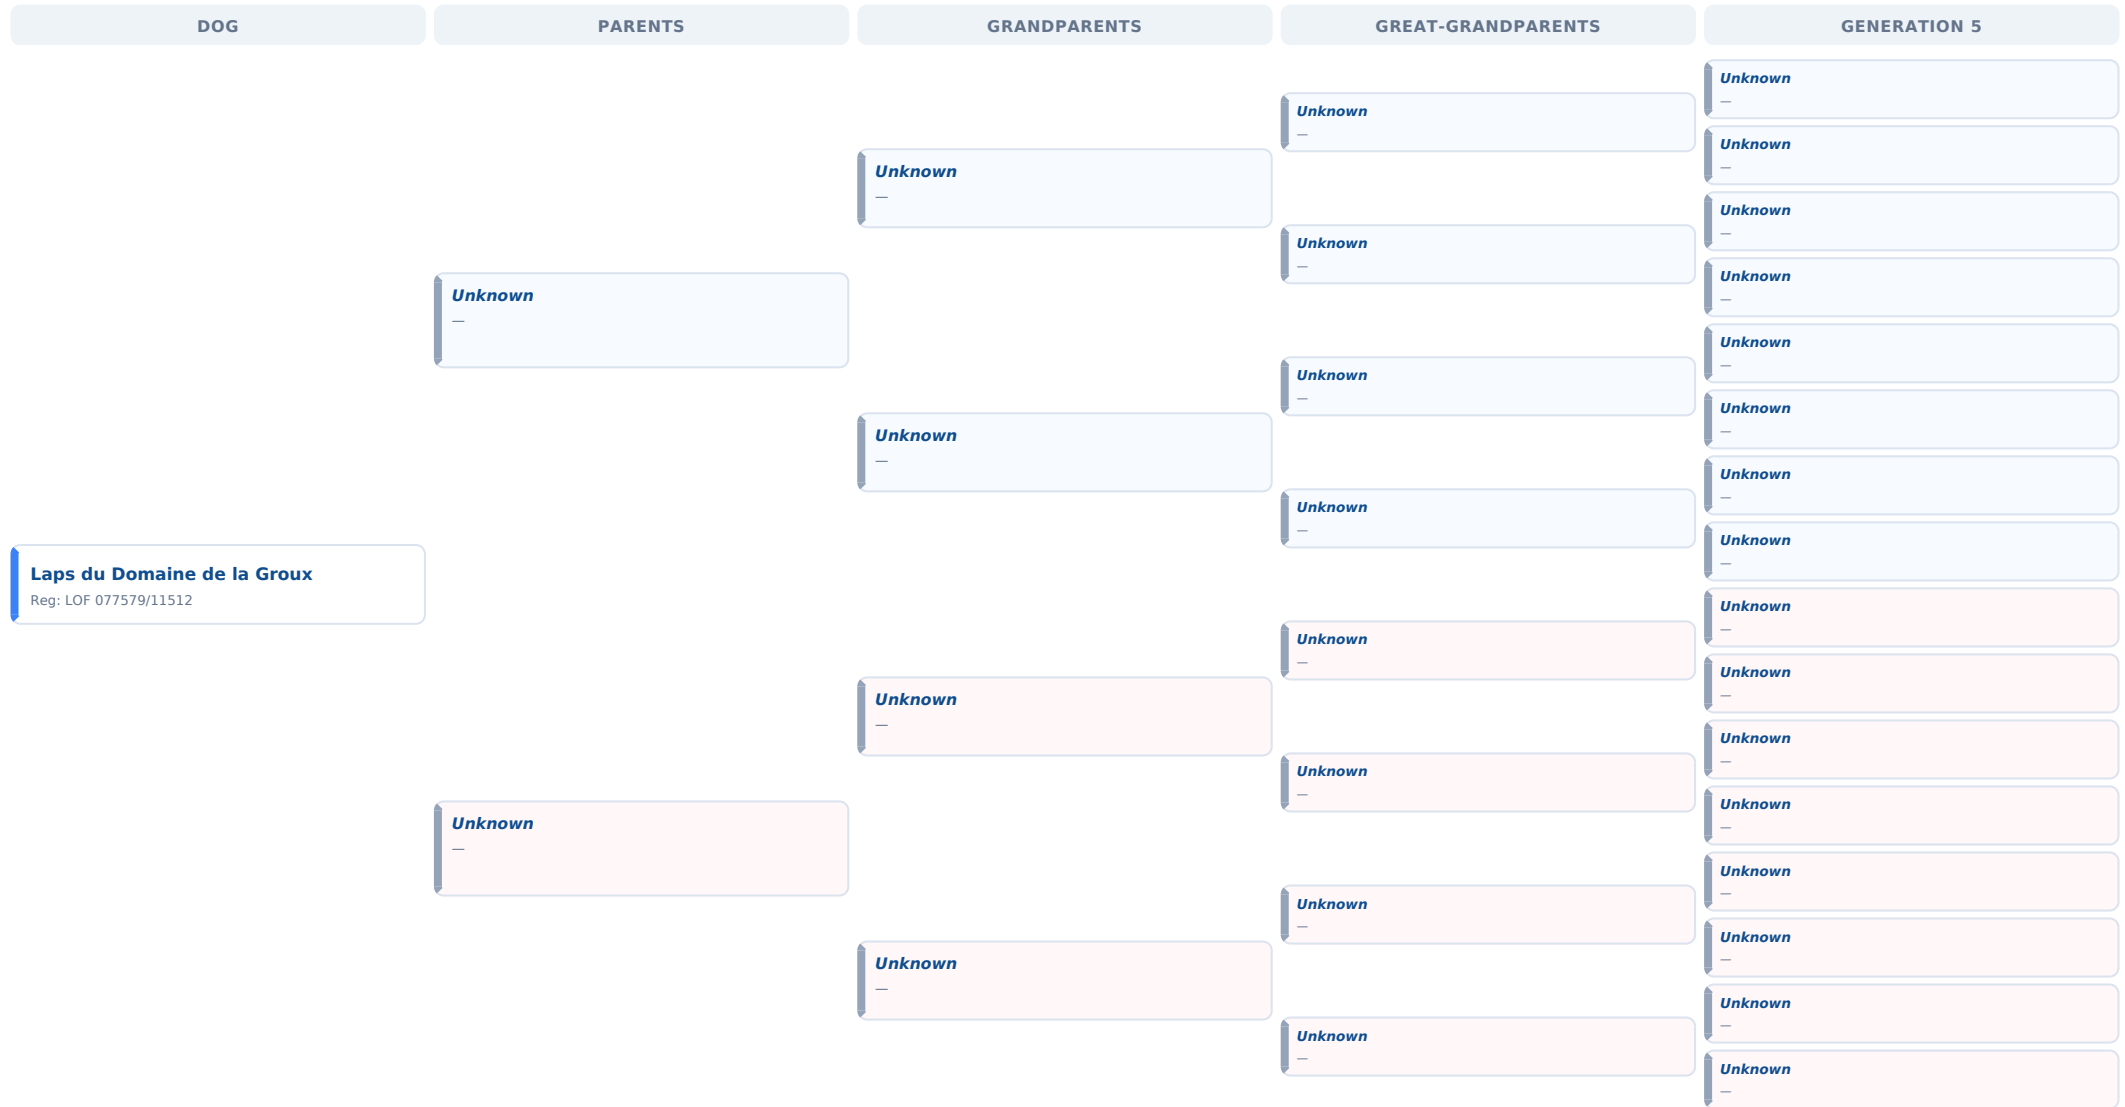 DOG
PARENTS
GRANDPARENTS
GREAT-GRANDPARENTS
GENERATION 5
Laps du Domaine de la Groux
Reg: LOF 077579/11512
Unknown
—
Unknown
—
Unknown
—
Unknown
—
Unknown
—
Unknown
—
Unknown
—
Unknown
—
Unknown
—
Unknown
—
Unknown
—
Unknown
—
Unknown
—
Unknown
—
Unknown
—
Unknown
—
Unknown
—
Unknown
—
Unknown
—
Unknown
—
Unknown
—
Unknown
—
Unknown
—
Unknown
—
Unknown
—
Unknown
—
Unknown
—
Unknown
—
Unknown
—
Unknown
—